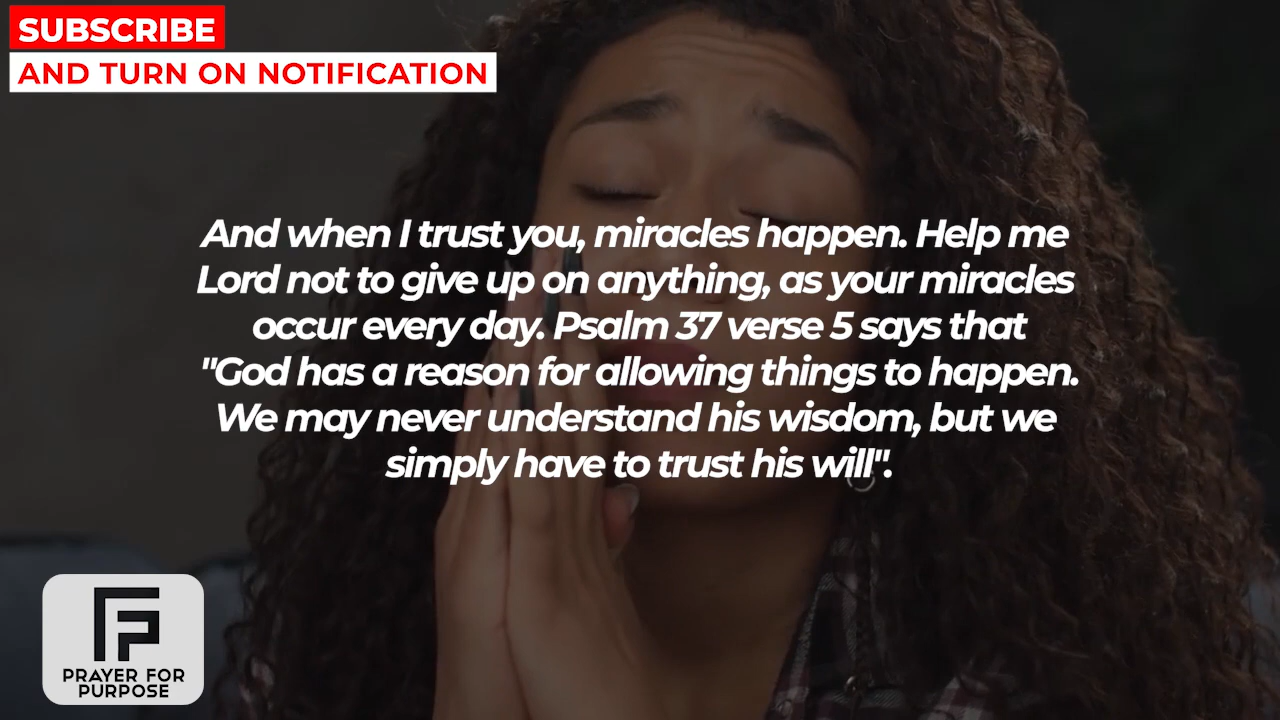 SUBSCRIBE
AND TURN ON NOTIFICATION
And when I trust you, miracles happen. Help me
Lord not to give up on anything, as your miracles
occur every day. Psalm 37 verse 5 says that
"God has a reason for allowing things to happen.
We may never understand his wisdom, but we
simply have to trust his will".
PRAYER FOR
PURPOSE